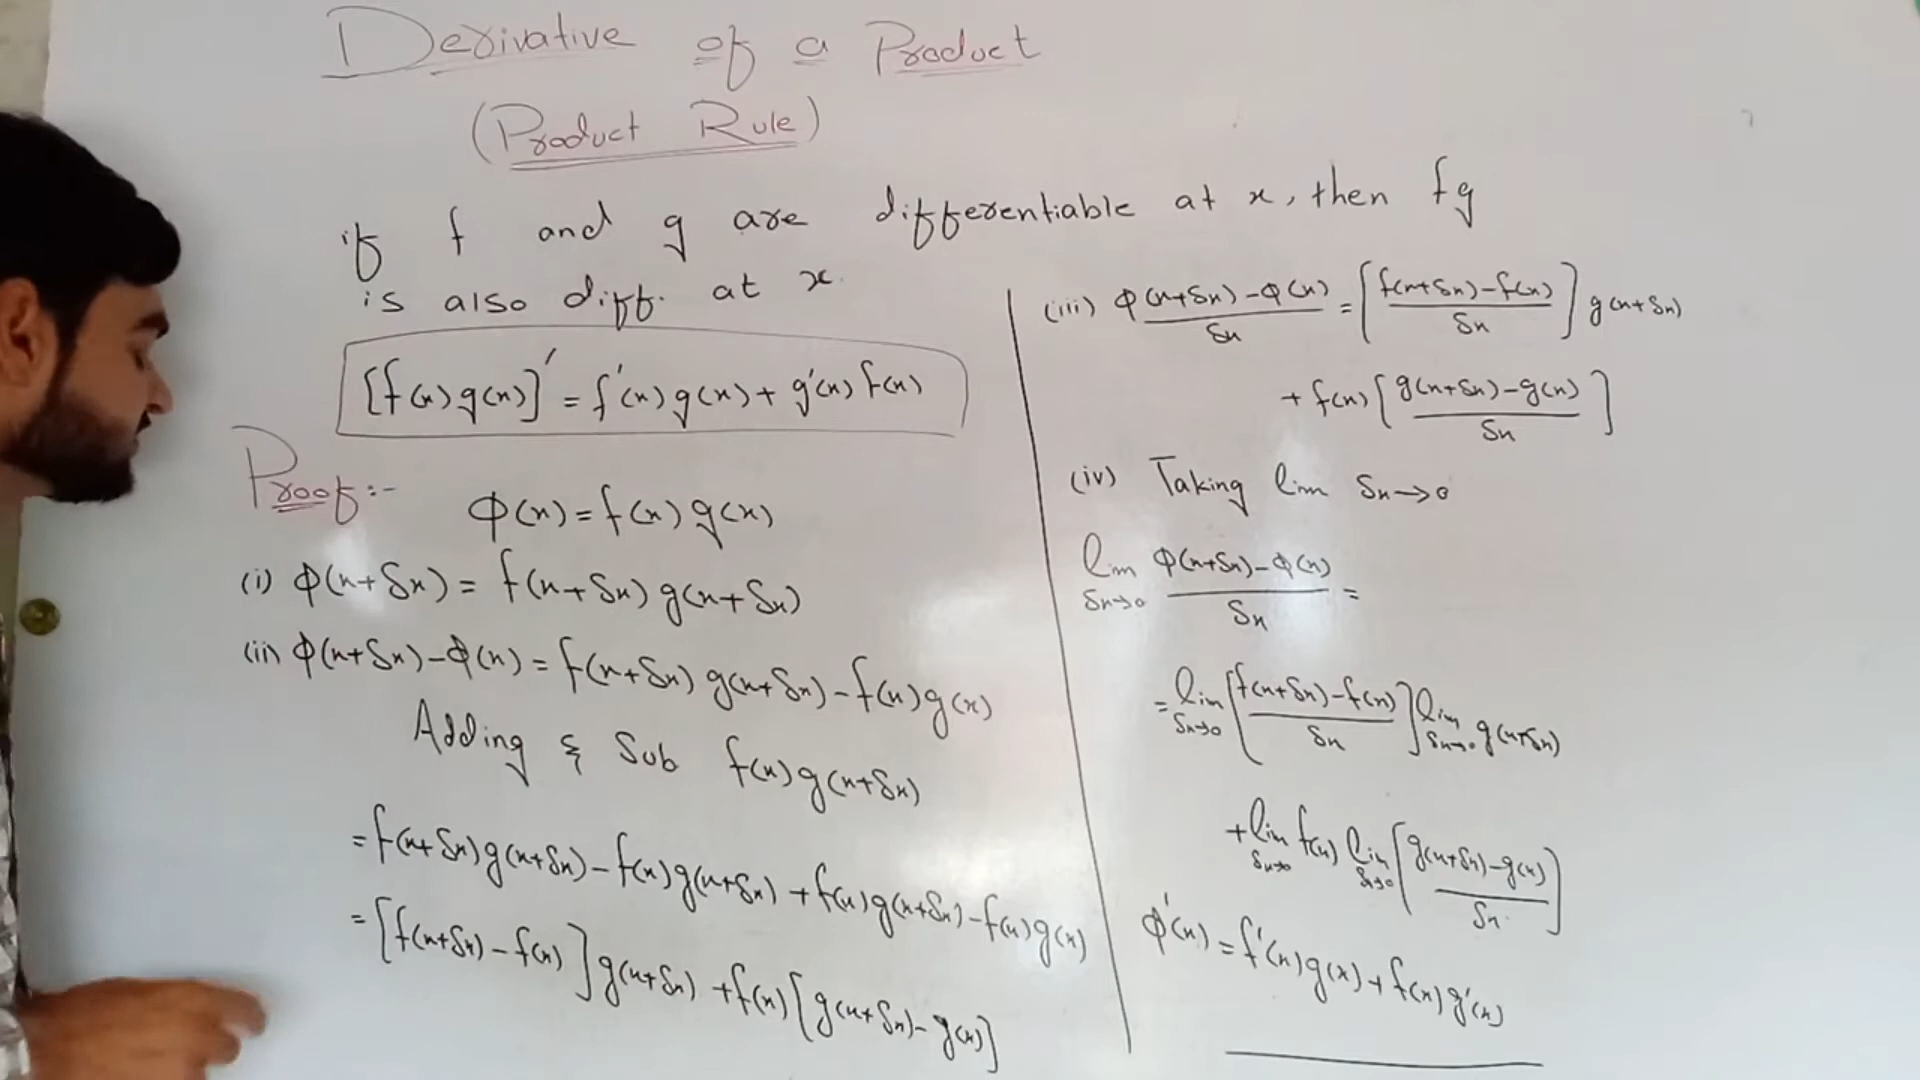 Derivative of a Product
(Product Rule)
if f and g are differentiable at x, then fg
is also diff. at x.
[f(x)g(x)]' = f'(x)g(x) + g'(x)f(x)
Proof:-
φ(x) = f(x)g(x)
(i) φ(x+δx) = f(x+δx)g(x+δx)
(ii) φ(x+δx)-φ(x) = f(x+δx)g(x+δx)-f(x)g(x)
Adding & Sub f(x)g(x+δx)
= f(x+δx)g(x+δx)-f(x)g(x+δx)+f(x)g(x+δx)-f(x)g(x)
= [f(x+δx)-f(x)]g(x+δx)+f(x)[g(x+δx)-g(x)]
(iii) φ(x+δx)-φ(x)/δx = [f(x+δx)-f(x)/δx]g(x+δx)
+ f(x)[g(x+δx)-g(x)/δx]
(iv) Taking lim δx→0
lim δx→0 φ(x+δx)-φ(x)/δx =
= lim δx→0 [f(x+δx)-f(x)/δx] lim δx→0 g(x+δx)
+ lim δx→0 f(x) lim δx→0 [g(x+δx)-g(x)/δx]
φ'(x) = f'(x)g(x)+f(x)g'(x)